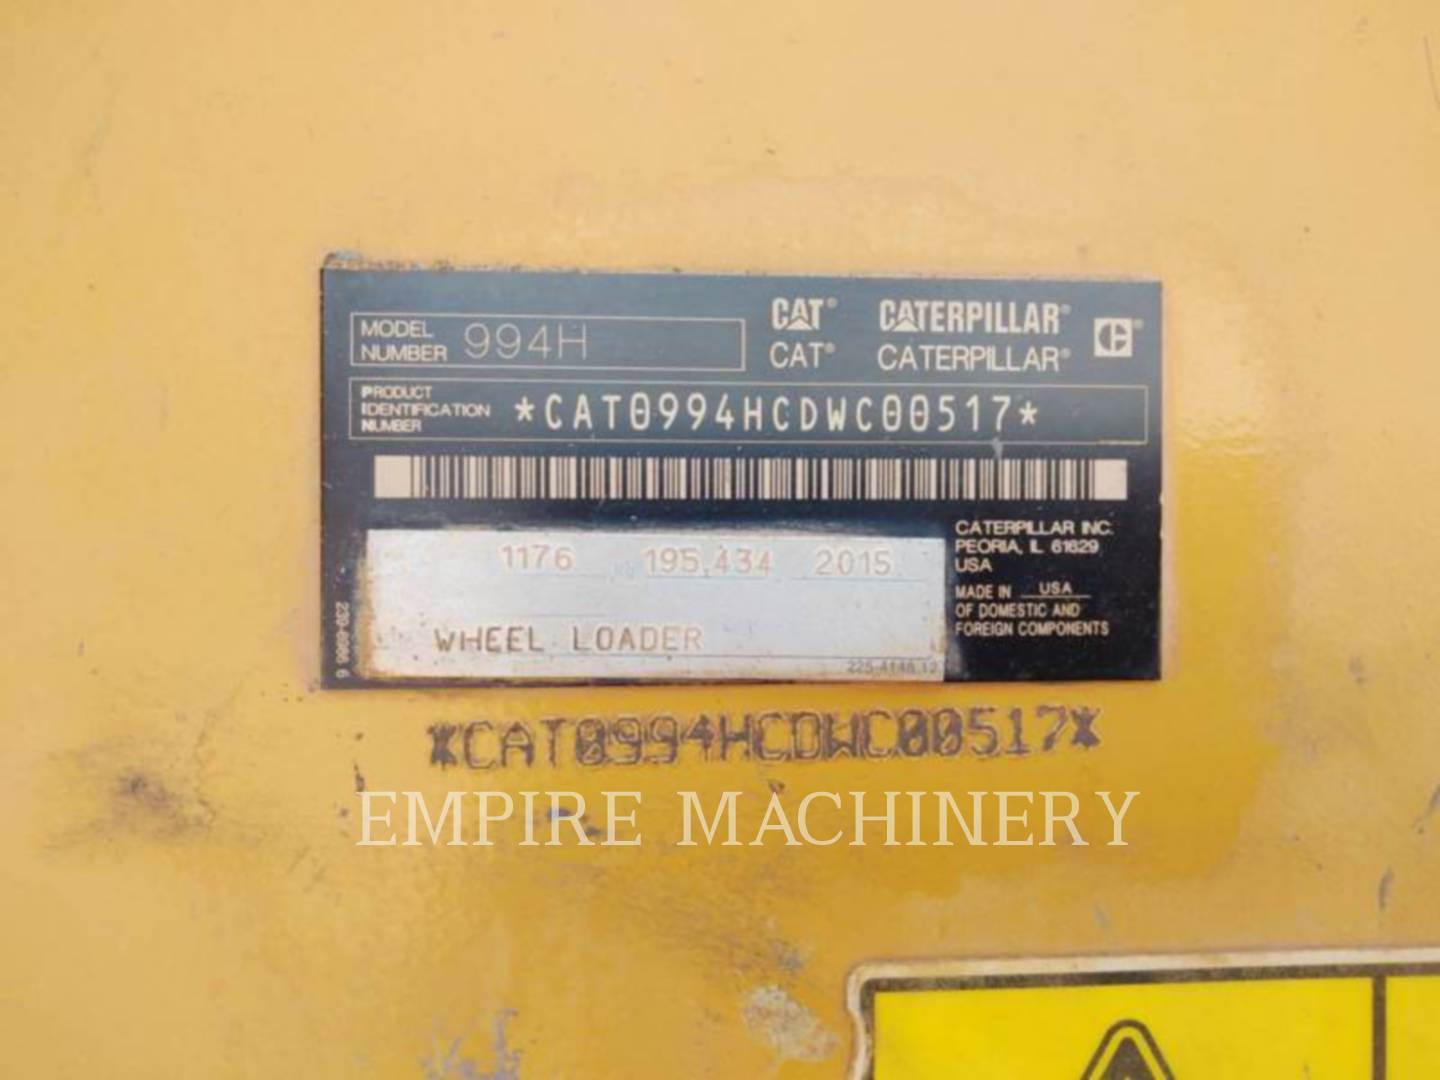 MODEL NUMBER 994H
CAT® CATERPILLAR®
CAT® CATERPILLAR®
PRODUCT IDENTIFICATION NUMBER *CAT0994HCDWC00517*
1176 195,434 2015
WHEEL LOADER
CATERPILLAR INC.
PEORIA, IL 61629
USA
MADE IN USA
OF DOMESTIC AND
FOREIGN COMPONENTS
*CAT0994HCDWC00517*
EMPIRE MACHINERY